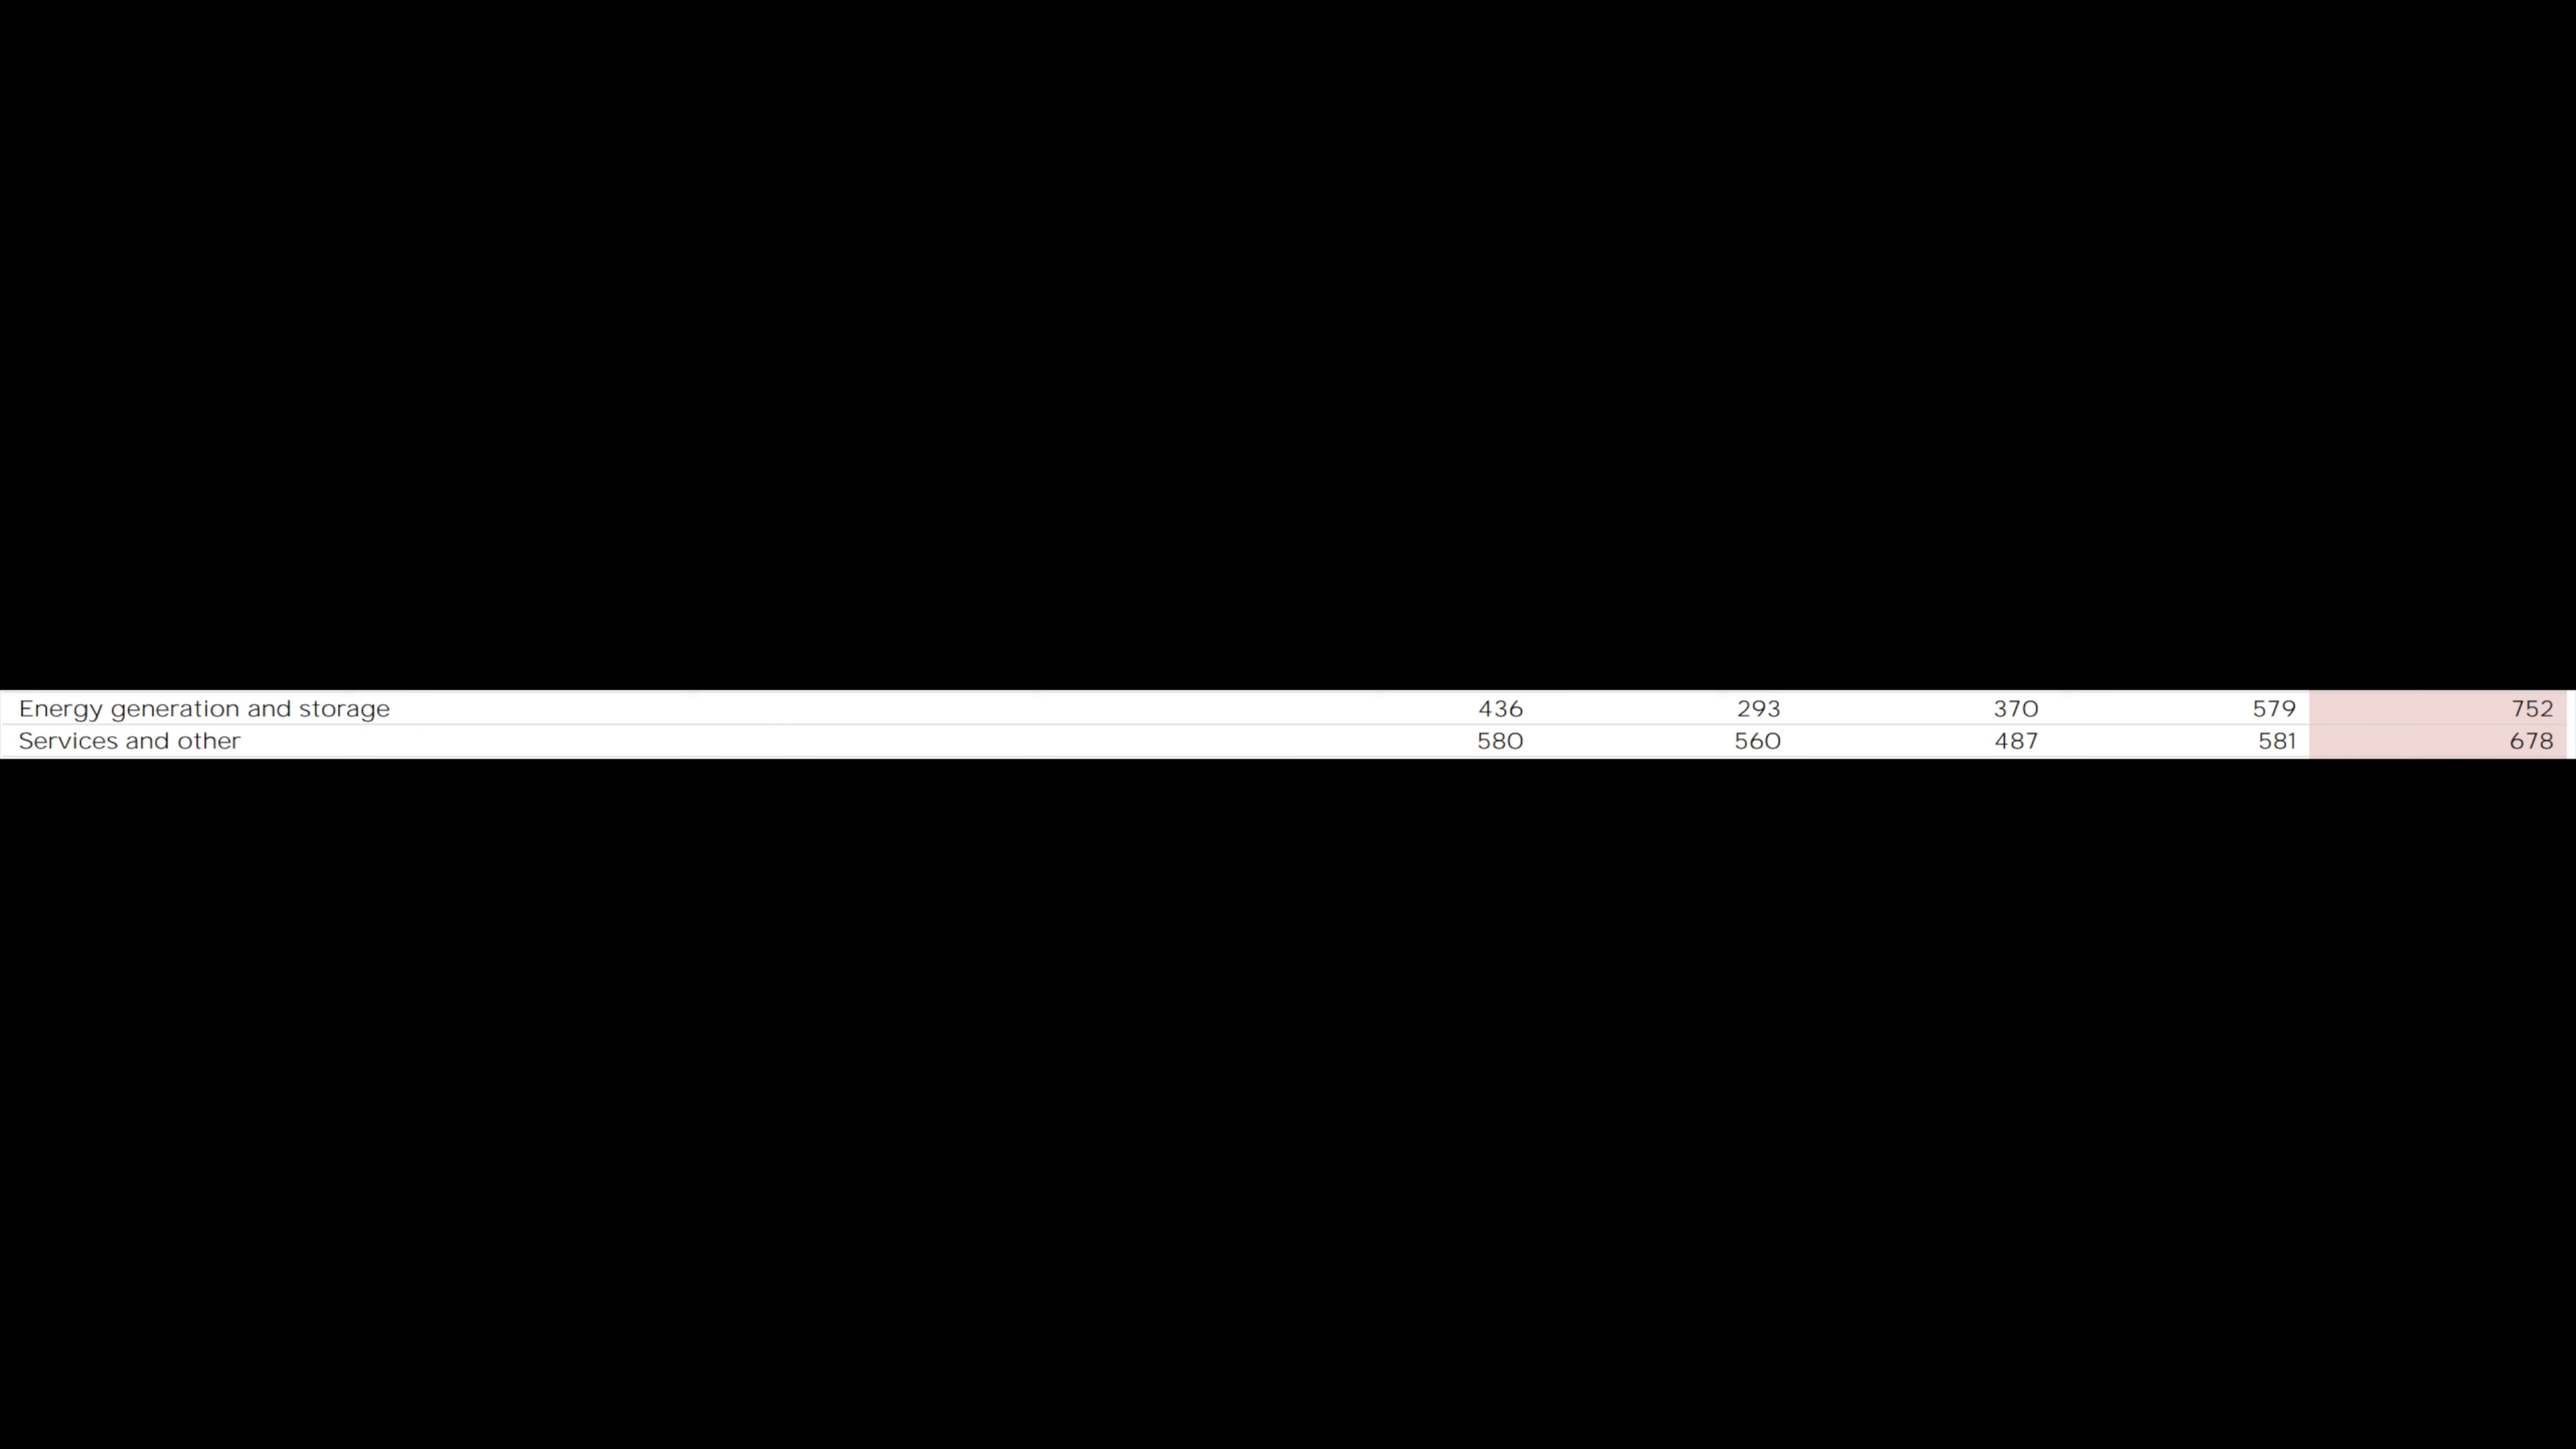 Energy generation and storage 436 293 370 579 752
Services and other 580 560 487 581 678